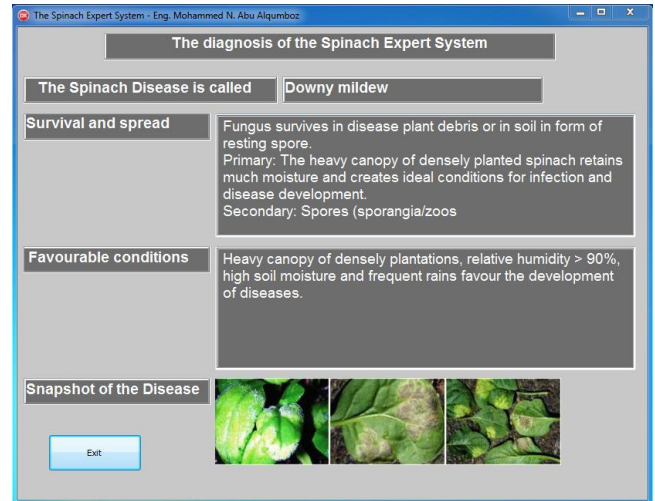 The Spinach Expert System - Eng. Mohammed N. Abu Alqumboz
The diagnosis of the Spinach Expert System
The Spinach Disease is called
Downy mildew
Survival and spread
Fungus survives in disease plant debris or in soil in form of
resting spore.
Primary: The heavy canopy of densely planted spinach retains
much moisture and creates ideal conditions for infection and
disease development.
Secondary: Spores (sporangia/zoos
Favourable conditions
Heavy canopy of densely plantations, relative humidity > 90%,
high soil moisture and frequent rains favour the development
of diseases.
Snapshot of the Disease
Exit